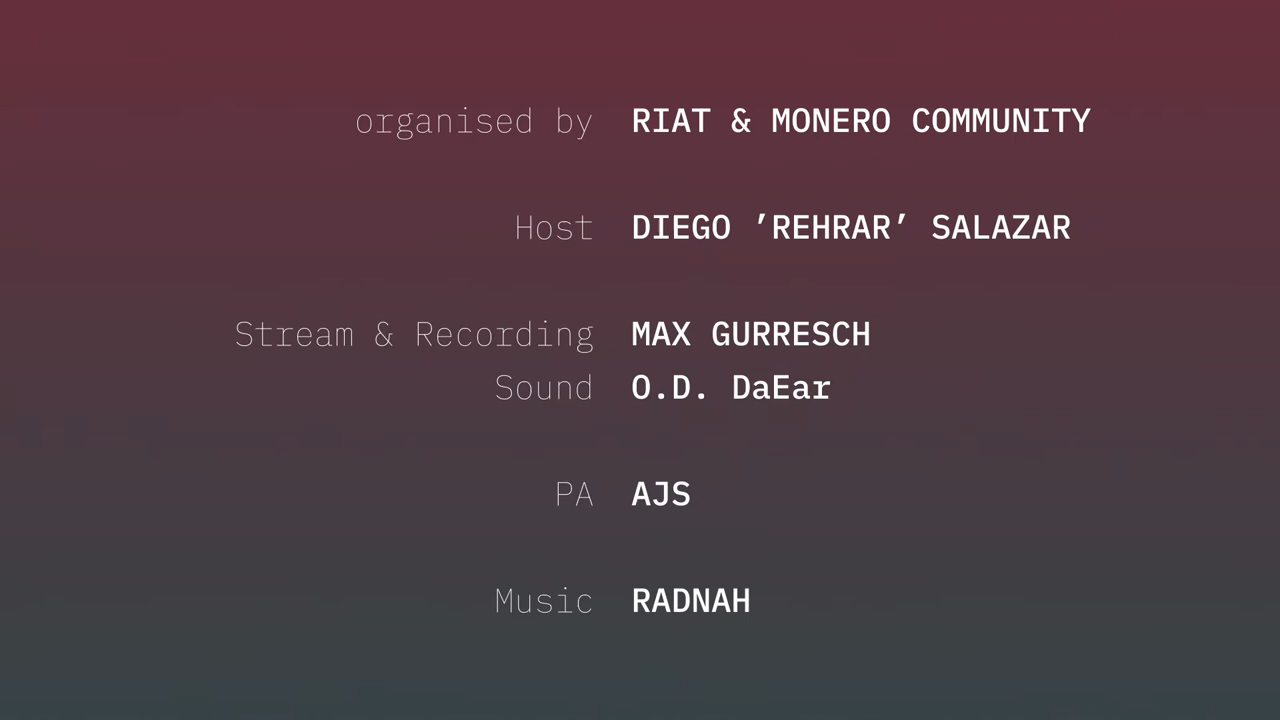 organised by RIAT & MONERO COMMUNITY
Host DIEGO ’REHRAR’ SALAZAR
Stream & Recording MAX GURRESCH
Sound O.D. DaEar
PA AJS
Music RADNAH